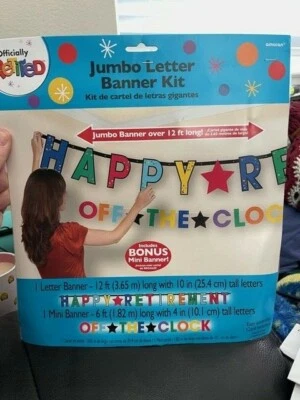 Officially
RETIRED
Jumbo Letter
Banner Kit
Kit de cartel de letras gigantes
Jumbo Banner over 12 ft long!
HAPPY★RE
OFF★THE★CLOC
Includes
BONUS
Mini Banner!
1 Letter Banner - 12 ft (3.65 m) long with 10 in (25.4 cm) tall letters
HAPPY★RETIREMENT
1 Mini Banner - 6 ft (1.82 m) long with 4 in (10.1 cm) tall letters
OFF★THE★CLOCK